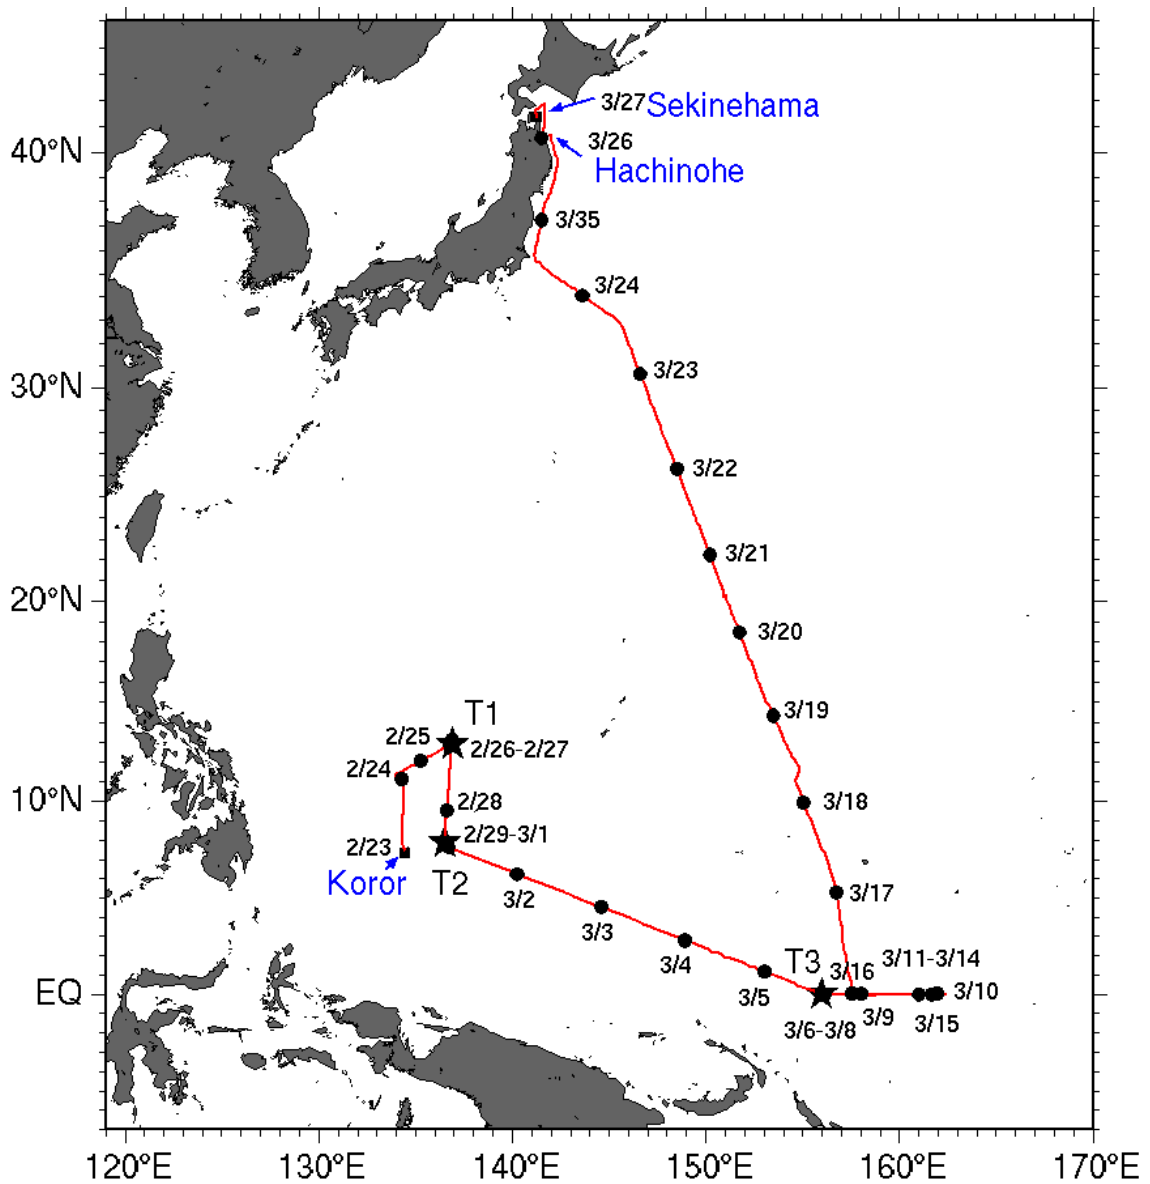 3/27 Sekinehama
40°N
3/26
Hachinohe
3/35
3/24
3/23
30°N
3/22
3/21
20°N
3/20
3/19
T1
2/25
2/26-2/27
2/24
10°N
3/18
2/28
2/29-3/1
2/23
Koror
T2
3/17
3/2
3/3
3/4
T3
3/16
3/11-3/14
EQ
3/5
3/10
3/6-3/8
3/9
3/15
120°E 130°E 140°E 150°E 160°E 170°E